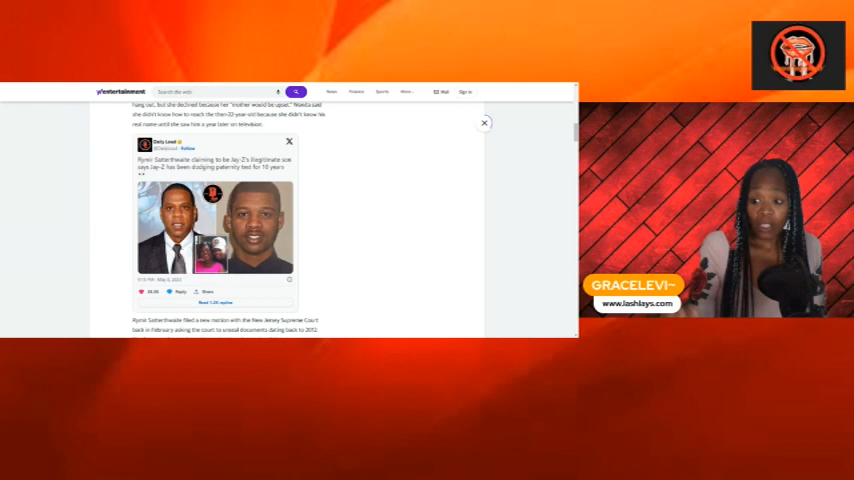 y!entertainment
Search the web
News
Finance
Sports
More...
Mail
Sign in
hang out, but she declined because her "mother would be upset." Wanita said
she didn't know how to reach the then-22-year-old because she didn't know his
real name until she saw him a year later on television.
Daily Loud
@DailyLoud · Follow
Rymir Satterthwaite claiming to be Jay-Z's illegitimate son
says Jay-Z has been dodging paternity test for 10 years
Reply
Share
Read 1.2K replies
Rymir Satterthwaite filed a new motion with the New Jersey Supreme Court
back in February asking the court to unseal documents dating back to 2012.
GRACELEVI~
www.lashlays.com